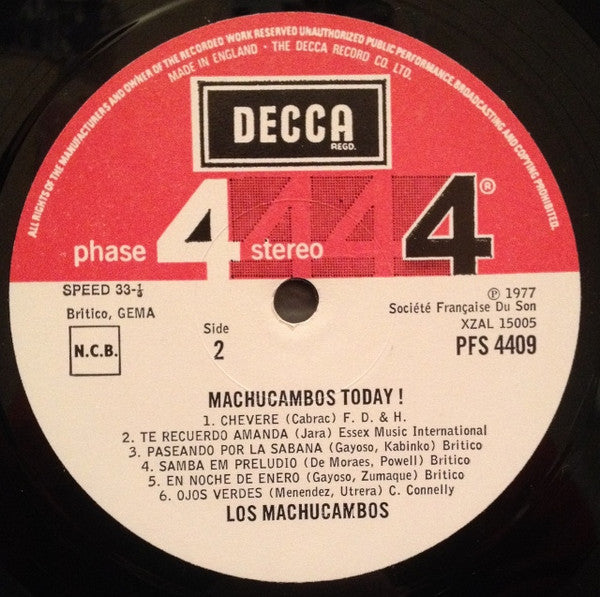 ALL RIGHTS OF THE MANUFACTURERS AND OWNER OF THE RECORDED WORK RESERVED UNAUTHORIZED PUBLIC PERFORMANCE, BROADCASTING AND COPYING PROHIBITED.
MADE IN ENGLAND • THE DECCA RECORD CO. LTD.
DECCA
REGD.
phase 4 stereo 4 4 4®
SPEED 33-⅓
Britico, GEMA
N.C.B.
Side
2
℗ 1977
Société Française Du Son
XZAL 15005
PFS 4409
MACHUCAMBOS TODAY !
1. CHEVERE (Cabrac) F. D. & H.
2. TE RECUERDO AMANDA (Jara) Essex Music International
3. PASEANDO POR LA SABANA (Gayoso, Kabinko) Britico
4. SAMBA EM PRELUDIO (De Moraes, Powell) Britico
5. EN NOCHE DE ENERO (Gayoso, Zumaque) Britico
6. OJOS VERDES (Menendez, Utrera) C. Connelly
LOS MACHUCAMBOS